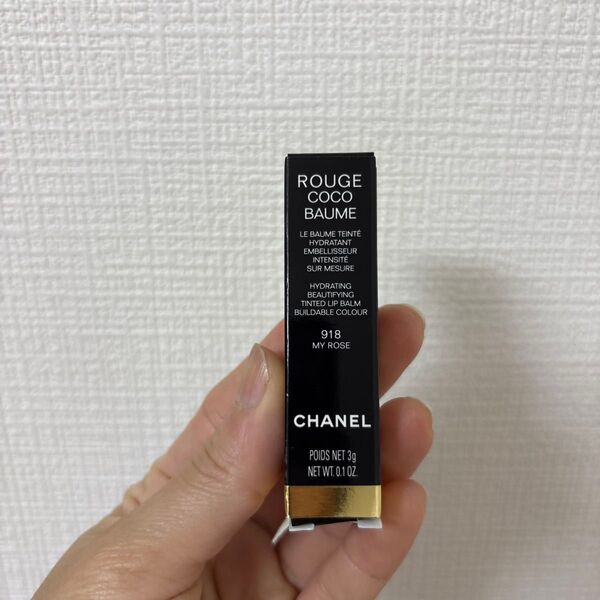 ROUGE
COCO
BAUME
LE BAUME TEINTÉ
HYDRATANT
EMBELLISSEUR
INTENSITÉ
SUR MESURE
HYDRATING
BEAUTIFYING
TINTED LIP BALM
BUILDABLE COLOUR
918
MY ROSE
CHANEL
POIDS NET 3g
NET WT. 0.1 OZ.